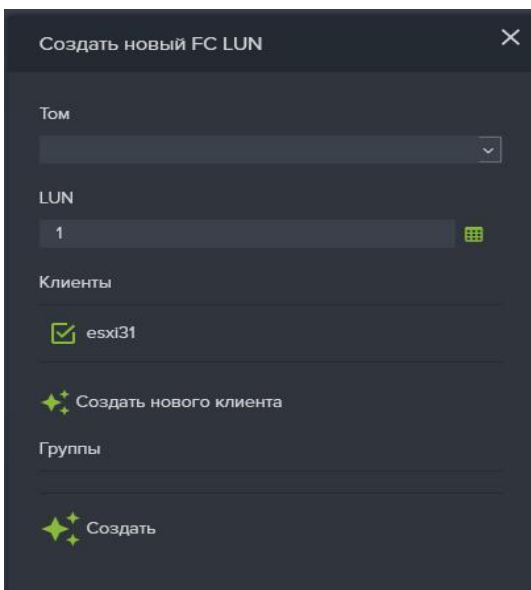 Создать новый FC LUN
Том
LUN
1
Клиенты
esxi31
Создать нового клиента
Группы
Создать